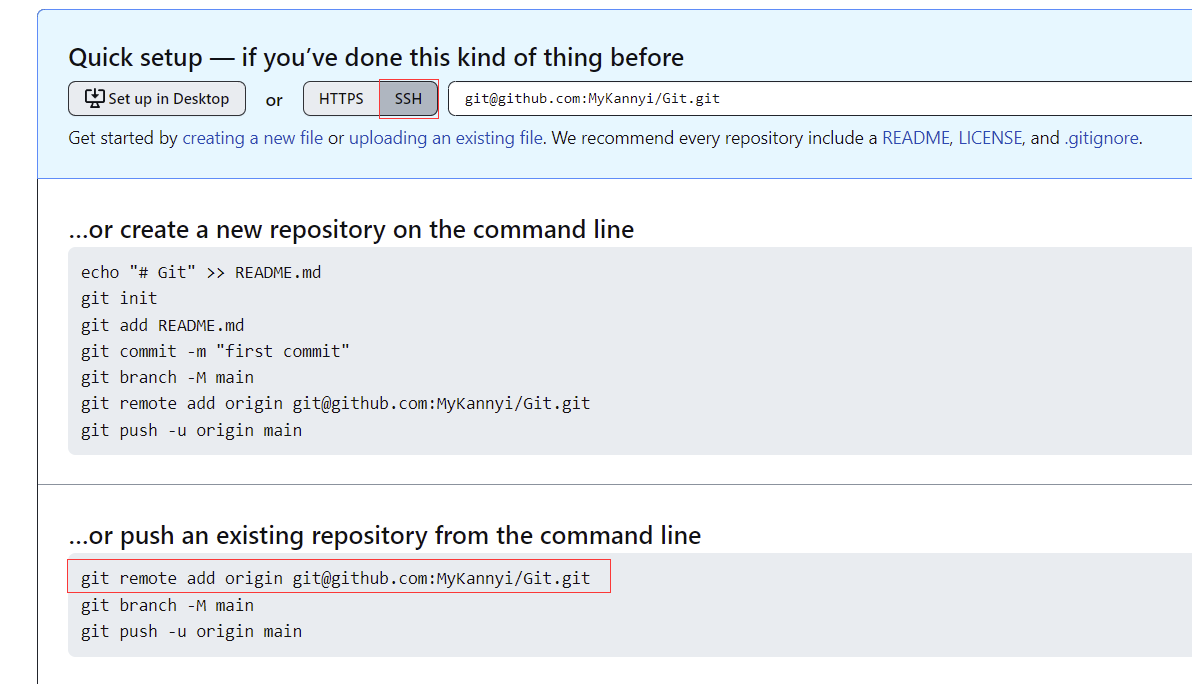 Quick setup — if you’ve done this kind of thing before
Set up in Desktop or HTTPS SSH git@github.com:MyKannyi/Git.git
Get started by creating a new file or uploading an existing file. We recommend every repository include a README, LICENSE, and .gitignore.
…or create a new repository on the command line
echo "# Git" >> README.md
git init
git add README.md
git commit -m "first commit"
git branch -M main
git remote add origin git@github.com:MyKannyi/Git.git
git push -u origin main
…or push an existing repository from the command line
git remote add origin git@github.com:MyKannyi/Git.git
git branch -M main
git push -u origin main